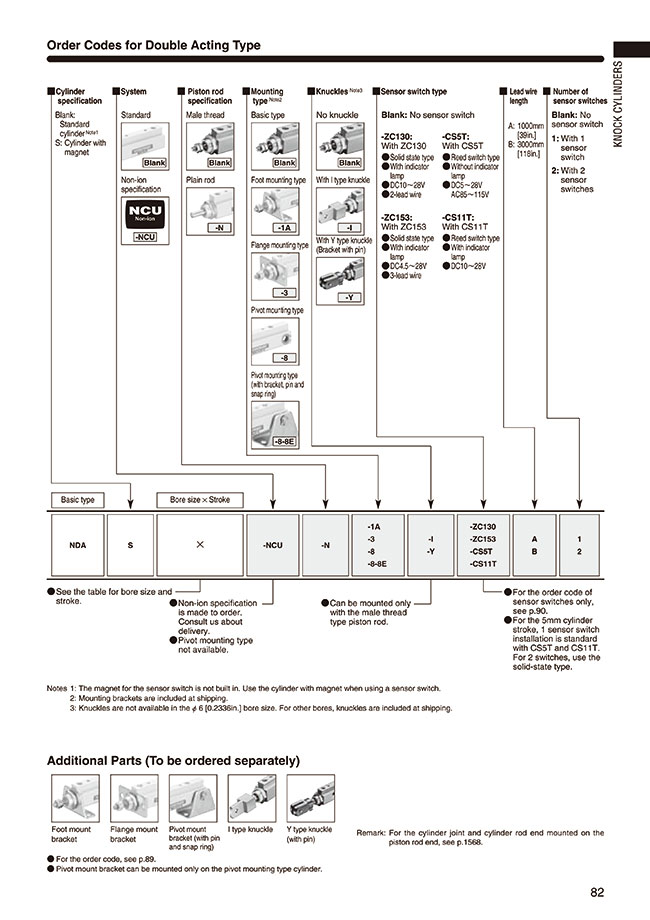 Order Codes for Double Acting Type
KNOCK CYLINDERS
■Cylinder
specification
Blank:
Standard
cylinder Note1
S: Cylinder with
magnet
■System
Standard
Blank
Non-ion
specification
NCU
Non-ion
-NCU
■Piston rod
specification
Male thread
Blank
Plain rod
-N
■Mounting
type Note2
Basic type
Blank
Foot mounting type
-1A
Flange mounting type
-3
Pivot mounting type
-8
Pivot mounting type
(with bracket, pin and
snap ring)
-8-8E
■Knuckles Note3
No knuckle
Blank
With I type knuckle
-I
With Y type knuckle
(Bracket with pin)
-Y
■Sensor switch type
Blank: No sensor switch
-ZC130:
With ZC130
●Solid state type
●With indicator
lamp
●DC10～28V
●2-lead wire
-CS5T:
With CS5T
●Reed switch type
●Without indicator
lamp
●DC5～28V
AC85～115V
-ZC153:
With ZC153
●Solid state type
●With indicator
lamp
●DC4.5～28V
●3-lead wire
-CS11T:
With CS11T
●Reed switch type
●With indicator
lamp
●DC10～28V
■Lead wire
length
A: 1000mm
[39in.]
B: 3000mm
[118in.]
■Number of
sensor switches
Blank: No
sensor switch
1: With 1
sensor
switch
2: With 2
sensor
switches
Basic type
Bore size × Stroke
NDA
S
×
-NCU
-N
-1A
-3
-8
-8-8E
-I
-Y
-ZC130
-ZC153
-CS5T
-CS11T
A
B
1
2
●See the table for bore size and
stroke.
●Non-ion specification
is made to order.
Consult us about
delivery.
●Pivot mounting type
not available.
●Can be mounted only
with the male thread
type piston rod.
●For the order code of
sensor switches only,
see p.90.
●For the 5mm cylinder
stroke, 1 sensor switch
installation is standard
with CS5T and CS11T.
For 2 switches, use the
solid-state type.
Notes 1: The magnet for the sensor switch is not built in. Use the cylinder with magnet when using a sensor switch.
2: Mounting brackets are included at shipping.
3: Knuckles are not available in the φ 6 [0.2336in.] bore size. For other bores, knuckles are included at shipping.
Additional Parts (To be ordered separately)
Foot mount
bracket
Flange mount
bracket
Pivot mount
bracket (with pin
and snap ring)
I type knuckle
Y type knuckle
(with pin)
Remark: For the cylinder joint and cylinder rod end mounted on the
piston rod end, see p.1568.
● For the order code, see p.89.
● Pivot mount bracket can be mounted only on the pivot mounting type cylinder.
82